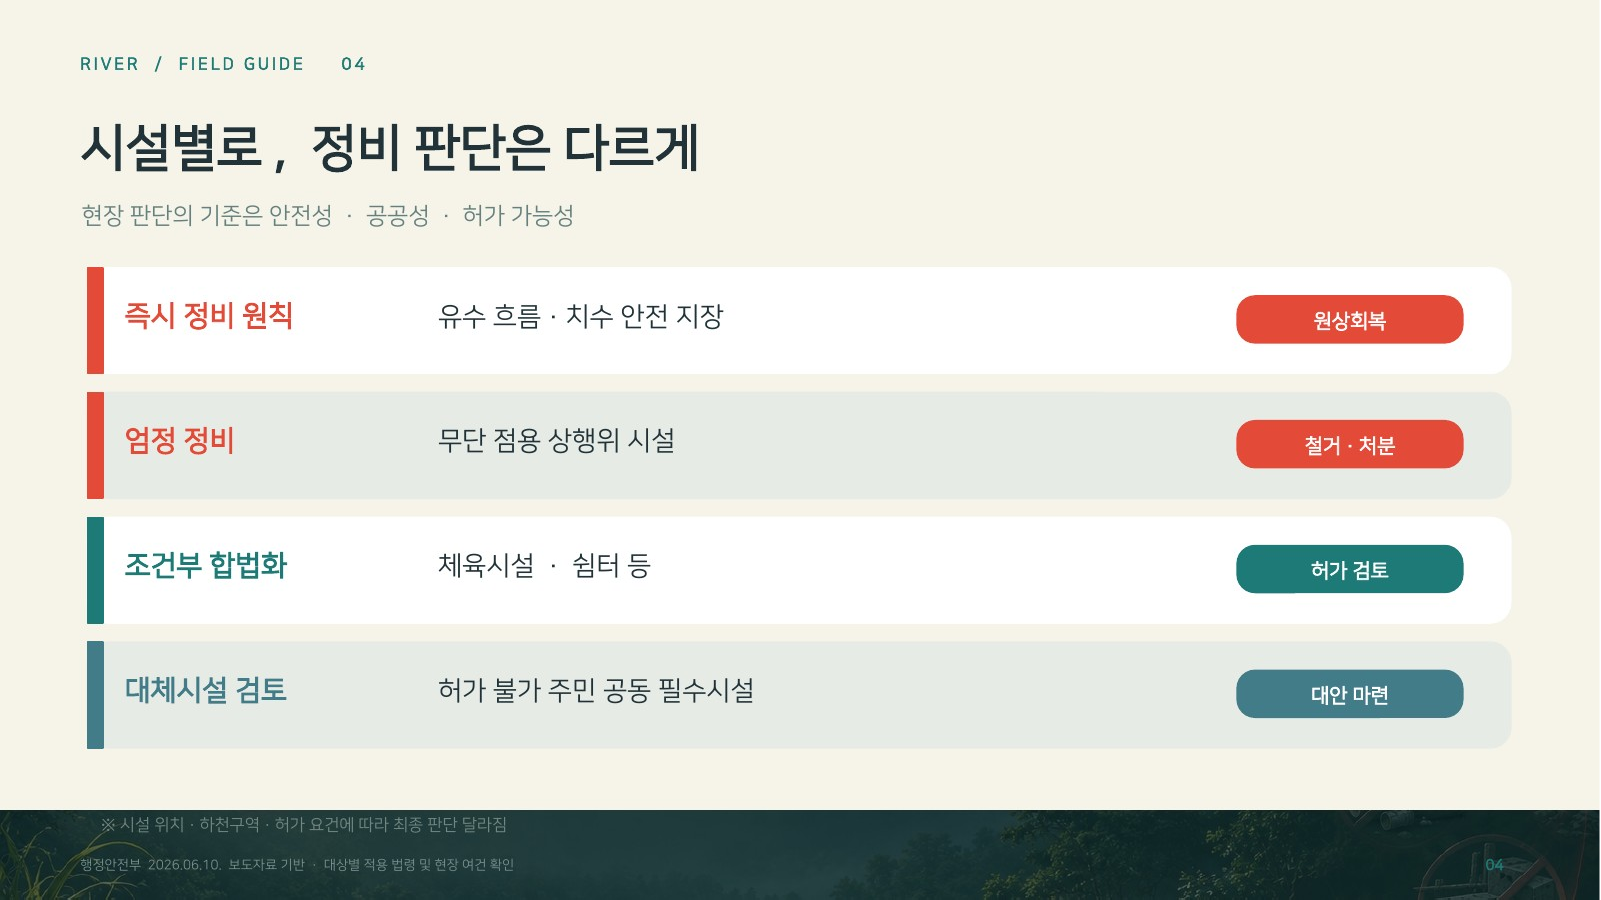 RIVER / FIELD GUIDE 04
시설별로, 정비 판단은 다르게
현장 판단의 기준은 안전성 · 공공성 · 허가 가능성
즉시 정비 원칙 유수 흐름 · 치수 안전 지장 원상회복
엄정 정비 무단 점용 상행위 시설 철거 · 처분
조건부 합법화 체육시설 · 쉼터 등 허가 검토
대체시설 검토 허가 불가 주민 공동 필수시설 대안 마련
※ 시설 위치 · 하천구역 · 허가 요건에 따라 최종 판단 달라짐
행정안전부 2026.06.10. 보도자료 기반 · 대상별 적용 법령 및 현장 여건 확인 04